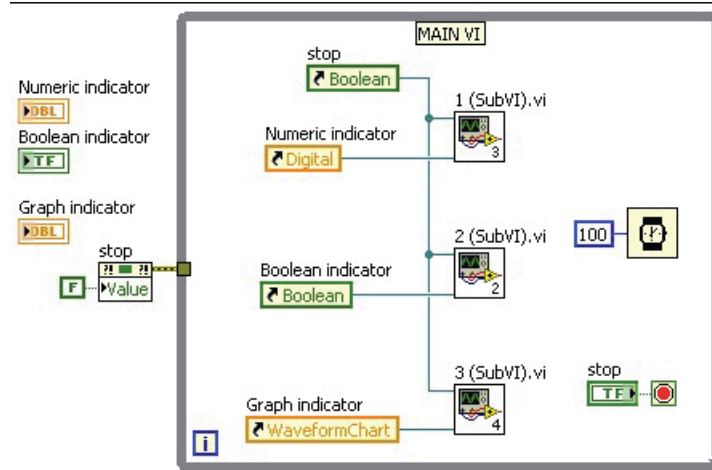 MAIN VI
stop
Boolean
Numeric indicator
DBL
1 (SubVI).vi
3
Boolean indicator
TF
Numeric indicator
Digital
Graph indicator
DBL
2 (SubVI).vi
2
100
stop
?! ?!
Value
F
Boolean indicator
Boolean
3 (SubVI).vi
4
stop
TF
Graph indicator
WaveformChart
i